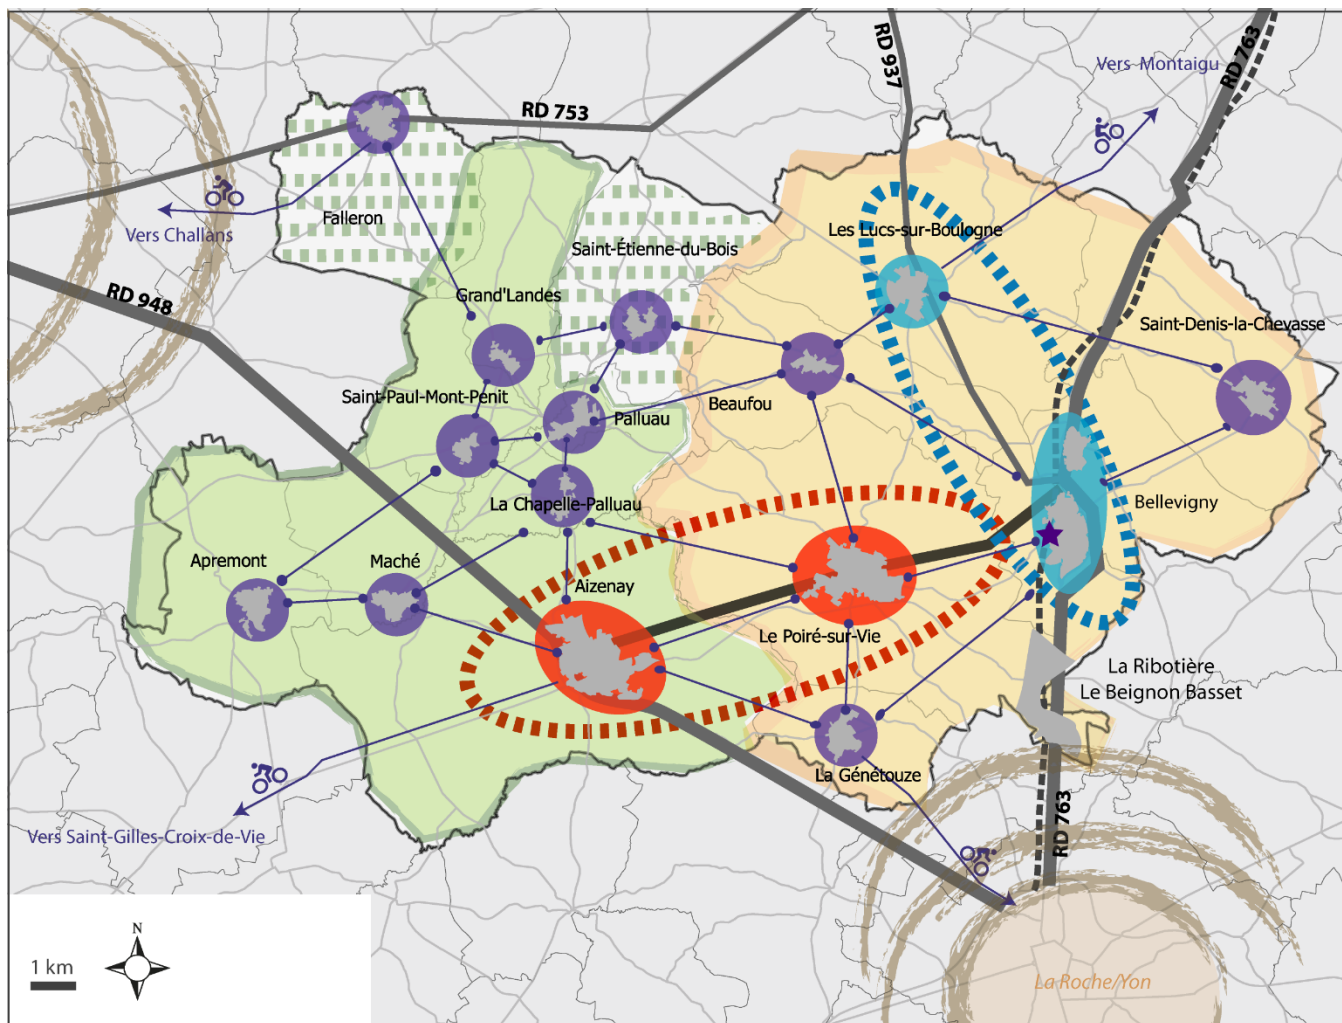 RD 937
RD 763
Vers Montaigu
RD 753
Falleron
Vers Challans
Les Lucs-sur-Boulogne
Saint-Étienne-du-Bois
RD 948
Grand'Landes
Saint-Denis-la-Chevasse
Saint-Paul-Mont-Penit
Beaufou
Palluau
La Chapelle-Palluau
Bellevigny
Apremont
Maché
Aizenay
Le Poiré-sur-Vie
La Ribotière
Le Beignon Basset
La Génétouze
Vers Saint-Gilles-Croix-de-Vie
RD 763
N
1 km
La Roche/Yon